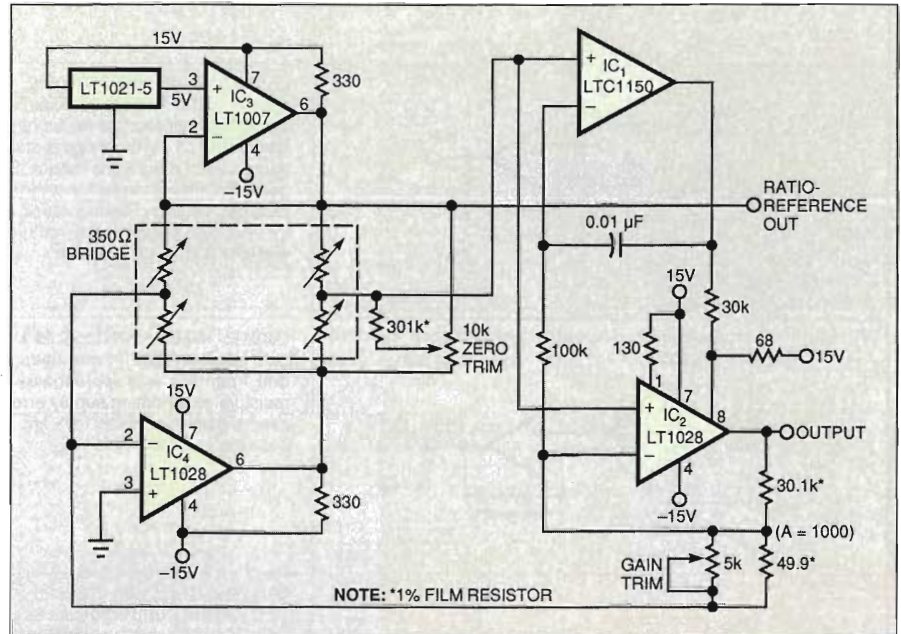 15V
LT1021-5
5V
3
+
2
−
IC3
LT1007
7
6
4
−15V
330
350Ω
BRIDGE
301k*
10k
ZERO
TRIM
15V
7
2
−
3
+
IC4
LT1028
6
4
−15V
330
+
IC1
−
LTC1150
RATIO-
REFERENCE
OUT
0.01 µF
15V
30k
130
68
15V
100k
1
7
8
+
IC2
LT1028
−
4
−15V
OUTPUT
30.1k*
(A = 1000)
GAIN
TRIM
5k
49.9*
NOTE: *1% FILM RESISTOR